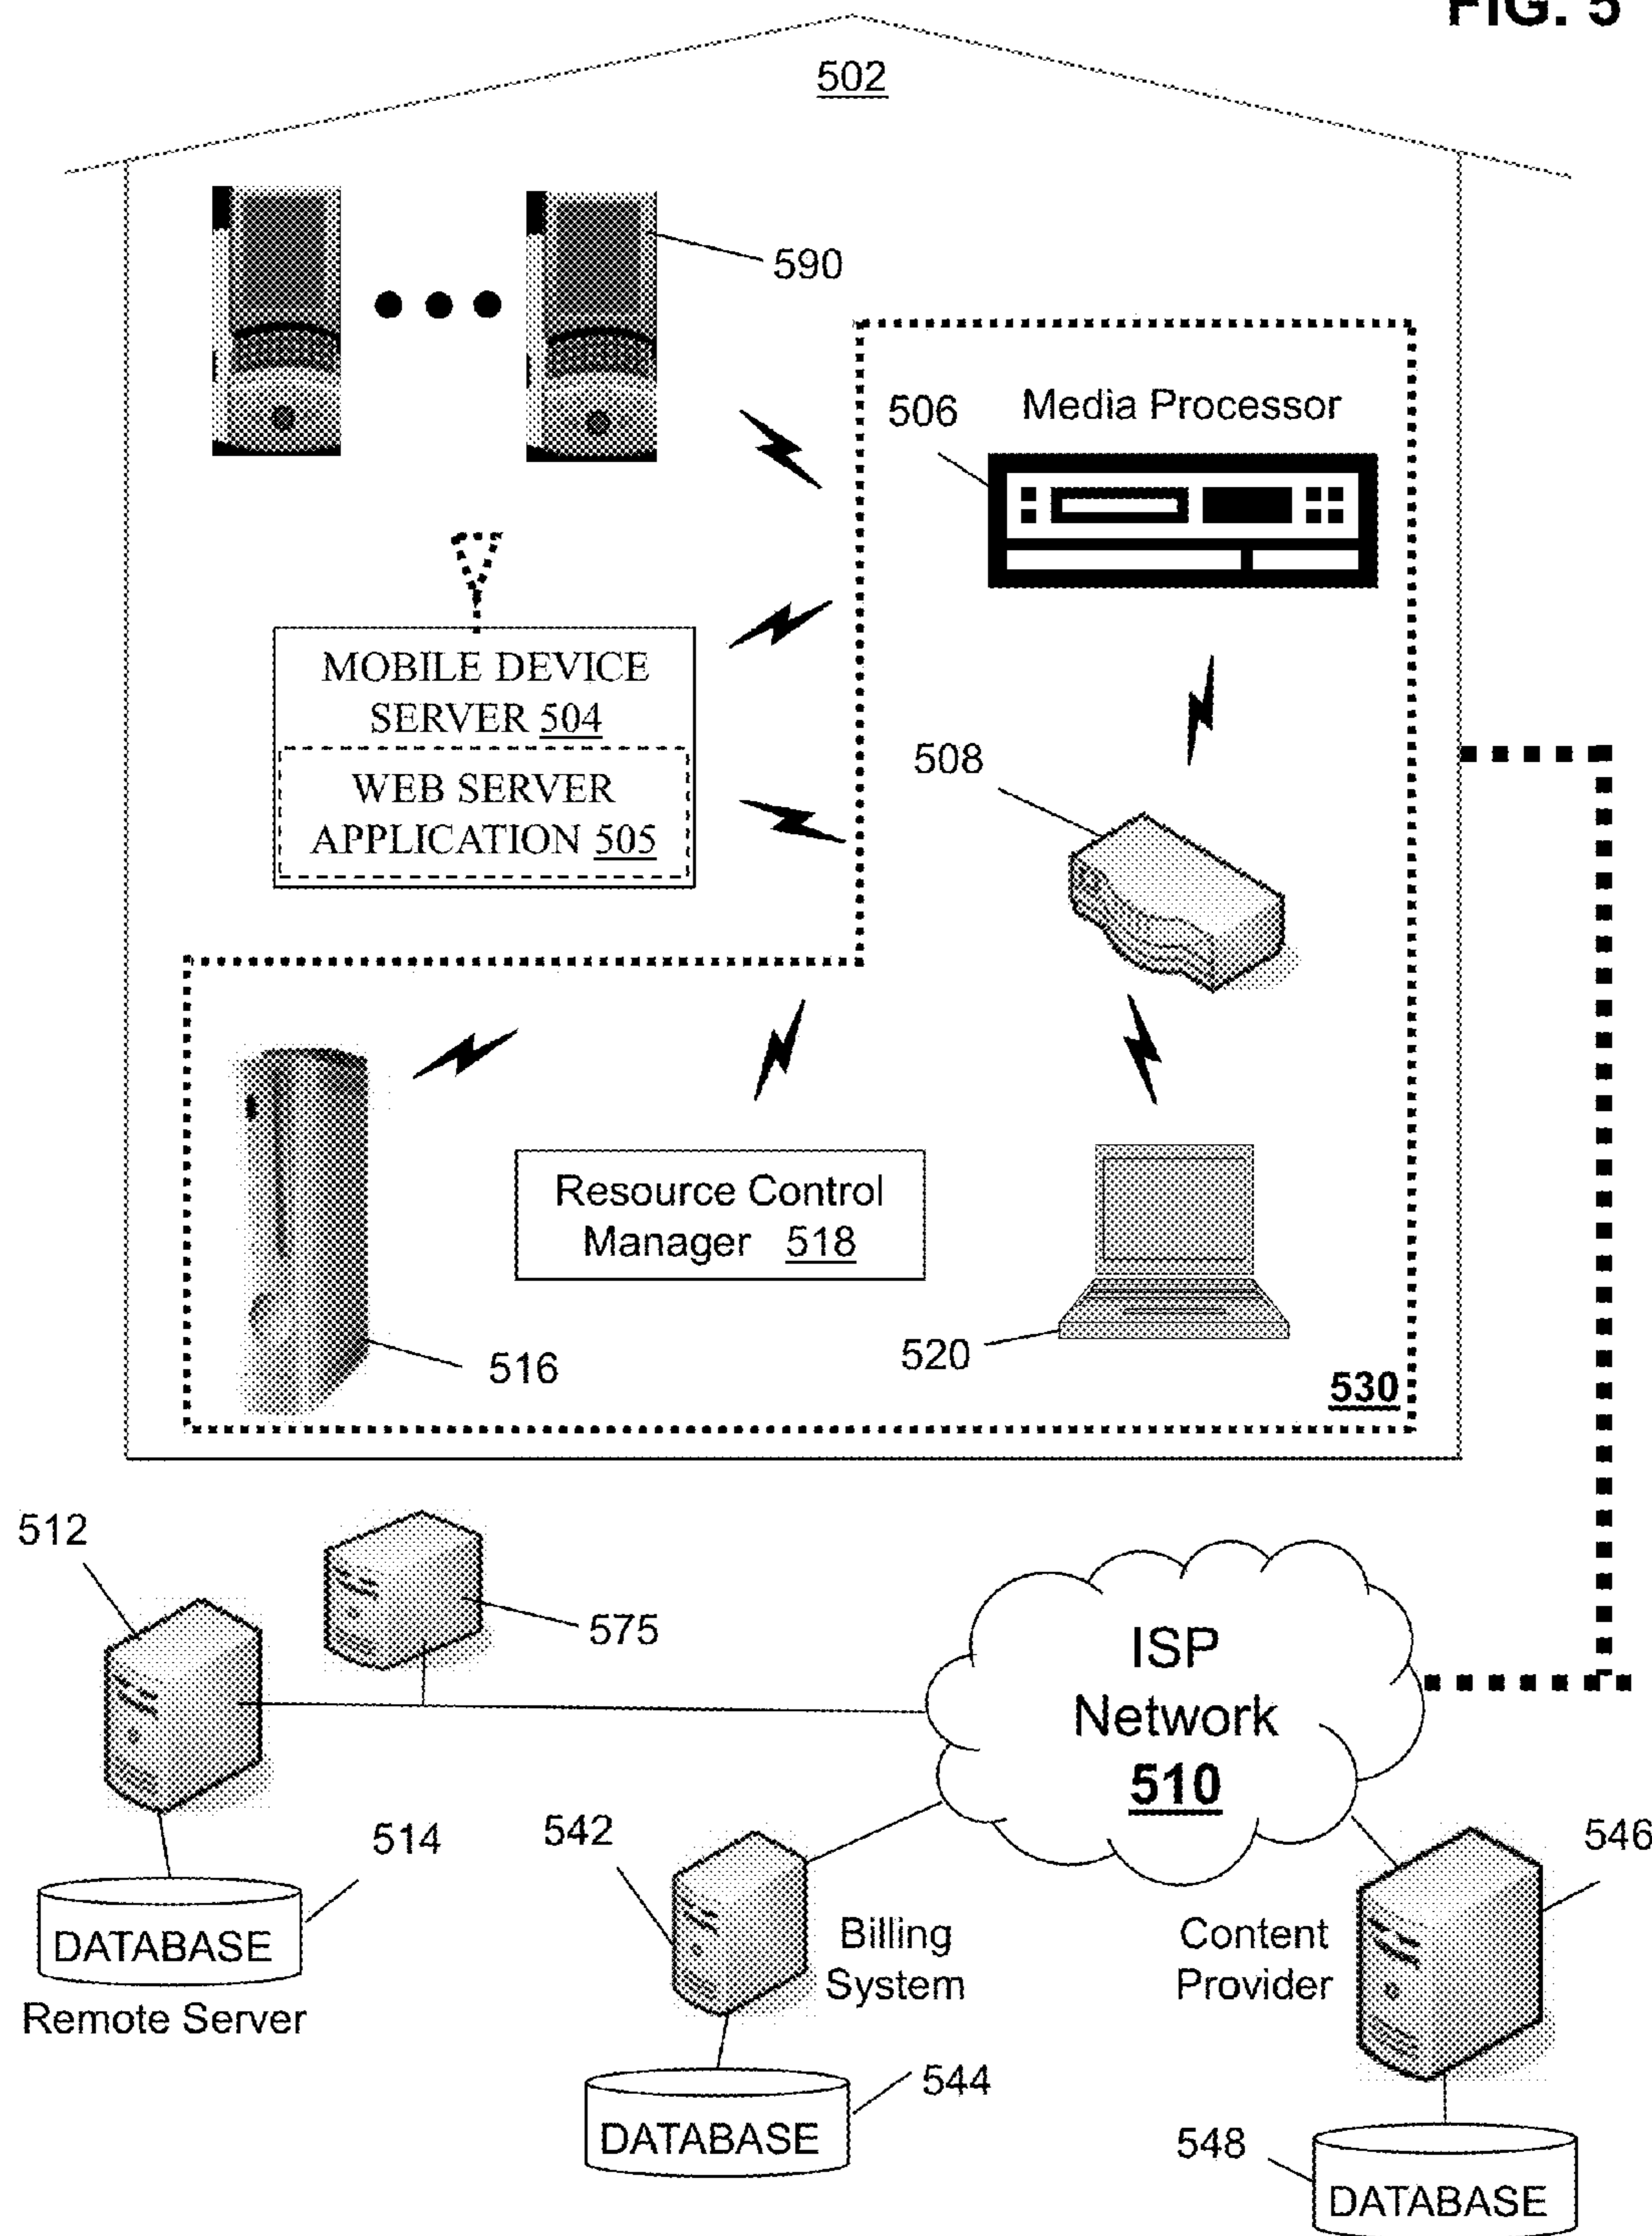 FIG. 5
502
590
506
Media Processor
MOBILE DEVICE
SERVER 504
WEB SERVER
APPLICATION 505
508
Resource Control
Manager 518
516
520
530
512
575
ISP
Network
510
514
542
546
DATABASE
Remote Server
Billing
System
Content
Provider
544
DATABASE
548
DATABASE